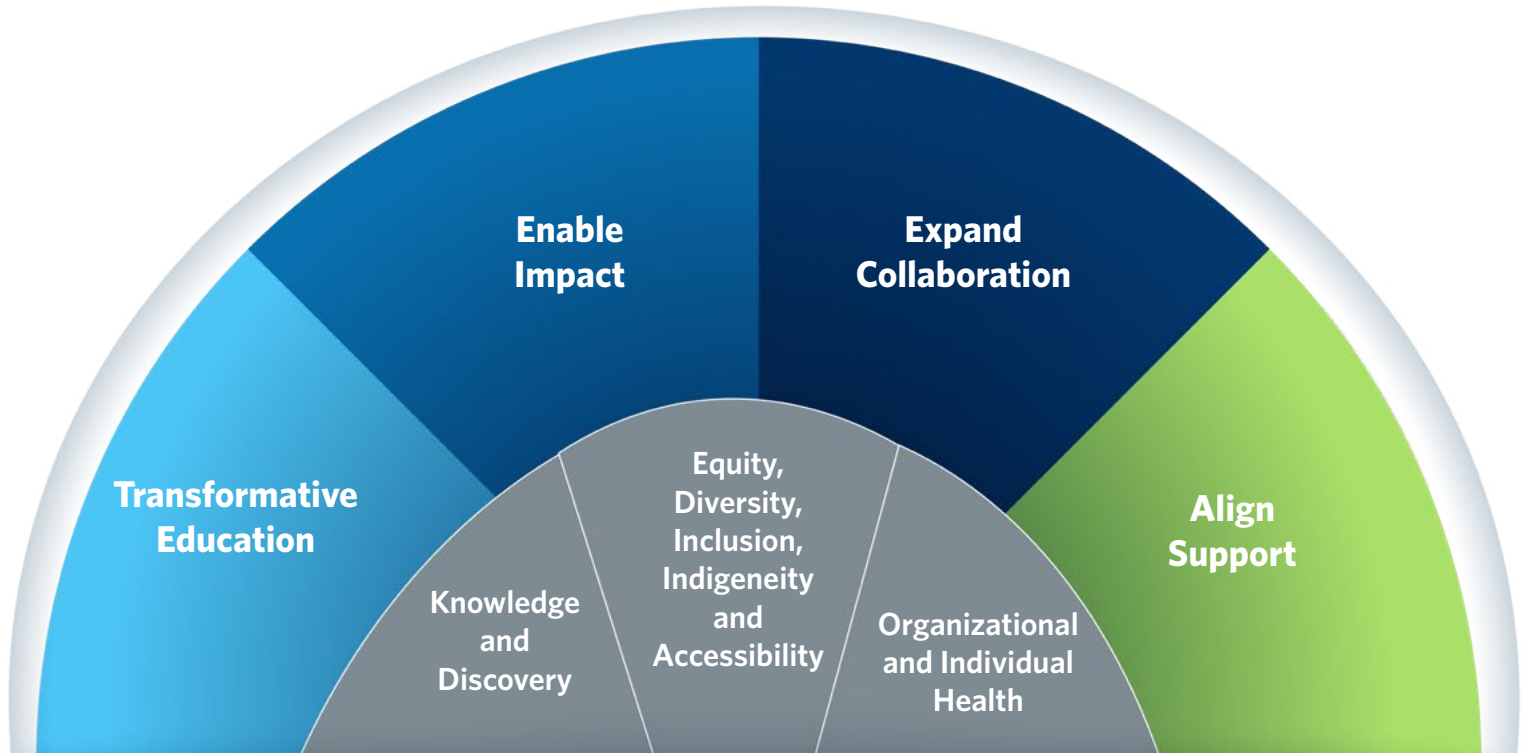 Enable
Impact
Expand
Collaboration
Transformative
Education
Align
Support
Knowledge
and
Discovery
Equity,
Diversity,
Inclusion,
Indigeneity
and
Accessibility
Organizational
and Individual
Health